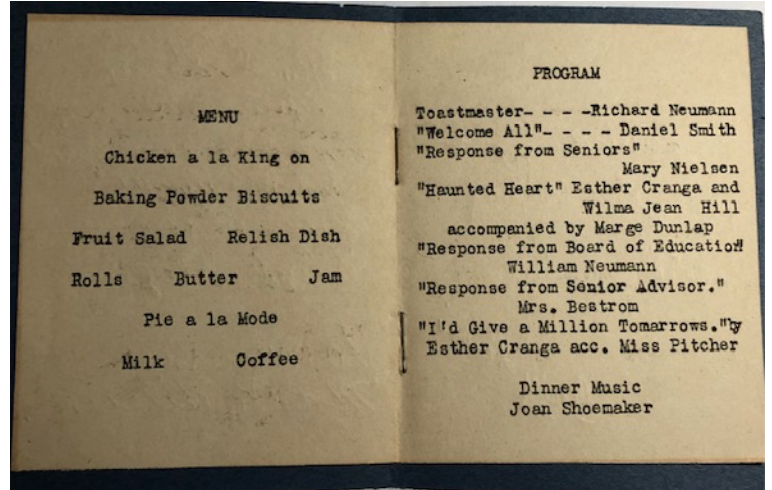 MENU
Chicken a la King on
Baking Powder Biscuits
Fruit Salad Relish Dish
Rolls Butter Jam
Pie a la Mode
Milk Coffee
PROGRAM
Toastmaster- - - -Richard Neumann
"Welcome All"- - - - Daniel Smith
"Response from Seniors"
Mary Nielsen
"Haunted Heart" Esther Cranga and
Wilma Jean Hill
accompanied by Marge Dunlap
"Response from Board of Education"
William Neumann
"Response from Senior Advisor."
Mrs. Bestrom
"I'd Give a Million Tomarrows."by
Esther Cranga acc. Miss Pitcher
Dinner Music
Joan Shoemaker